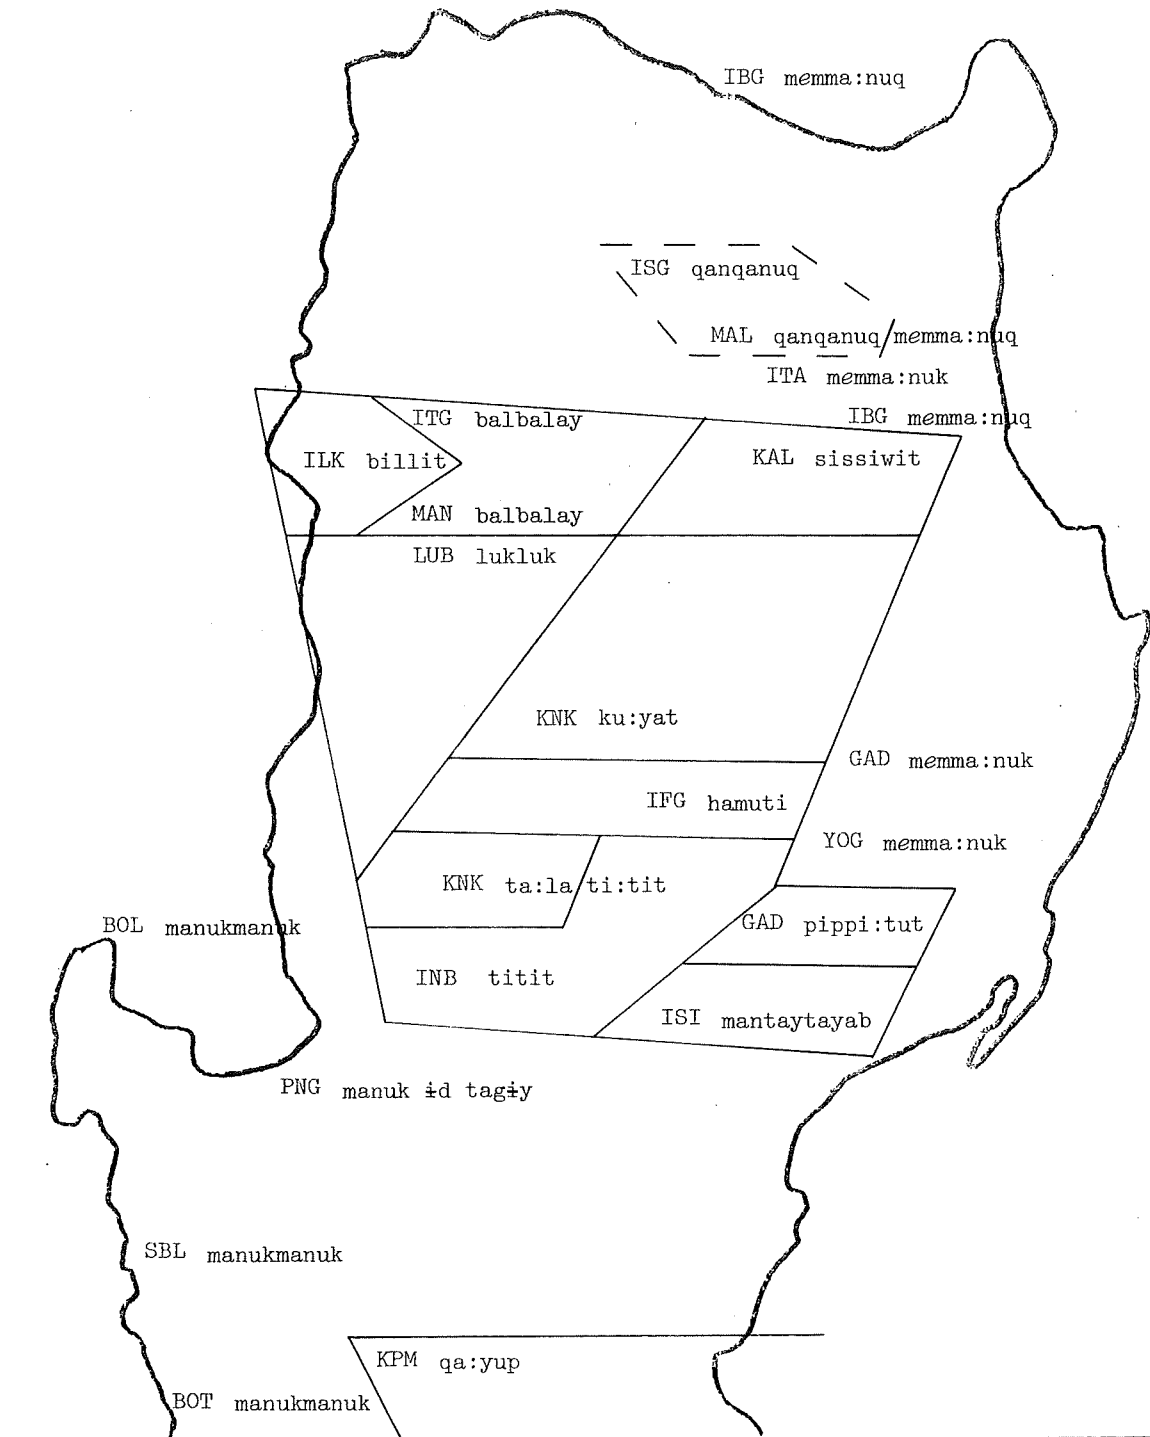 IBG memma:nuq
ISG qanqanuq
MAL qanqanuq/memma:nuq
ITA memma:nuk
IBG memma:nuq
ITG balbalay
ILK billit
KAL sissiwit
MAN balbalay
LUB lukluk
KNK ku:yat
GAD memma:nuk
IFG hamuti
YOG memma:nuk
KNK ta:la/ti:tit
BOL manukmanuk
GAD pippi:tut
INB titit
ISI mantaytayab
PNG manuk ɨd tagɨy
SBL manukmanuk
KPM qa:yup
BOT manukmanuk